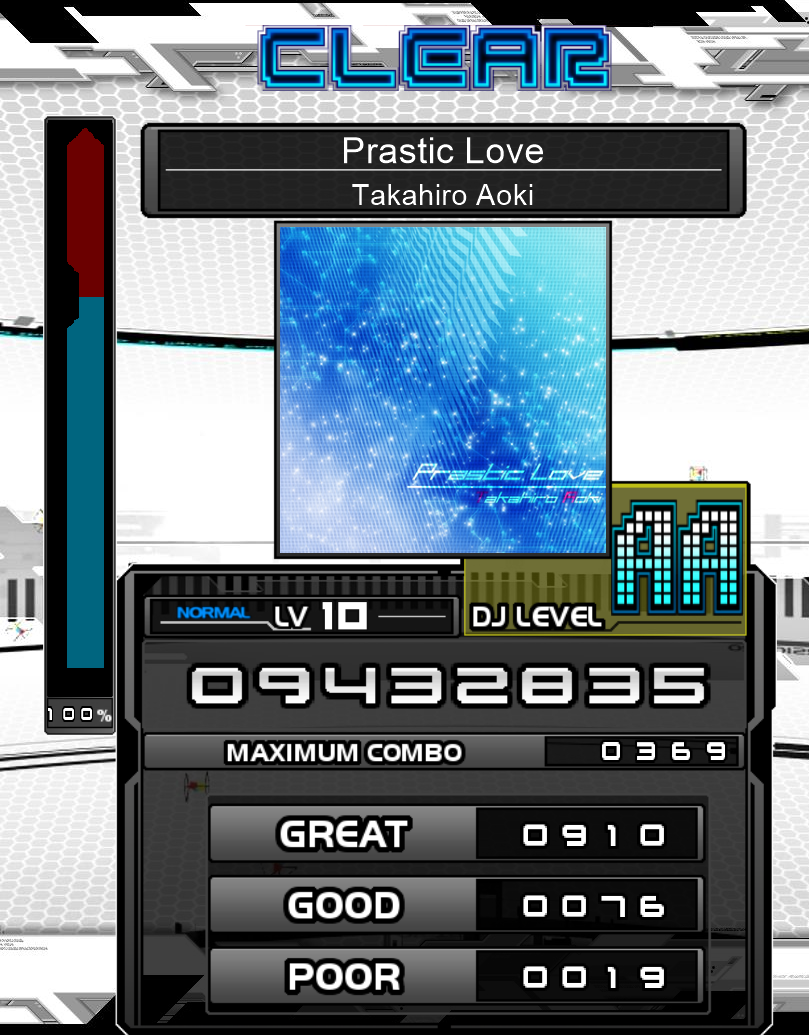 CLEAR
Prastic Love
Takahiro Aoki
Prastic Love
Takahiro Aoki
AA
NORMAL LV 10
DJ LEVEL
09432835
100%
MAXIMUM COMBO 0369
GREAT 0910
GOOD 0076
POOR 0019